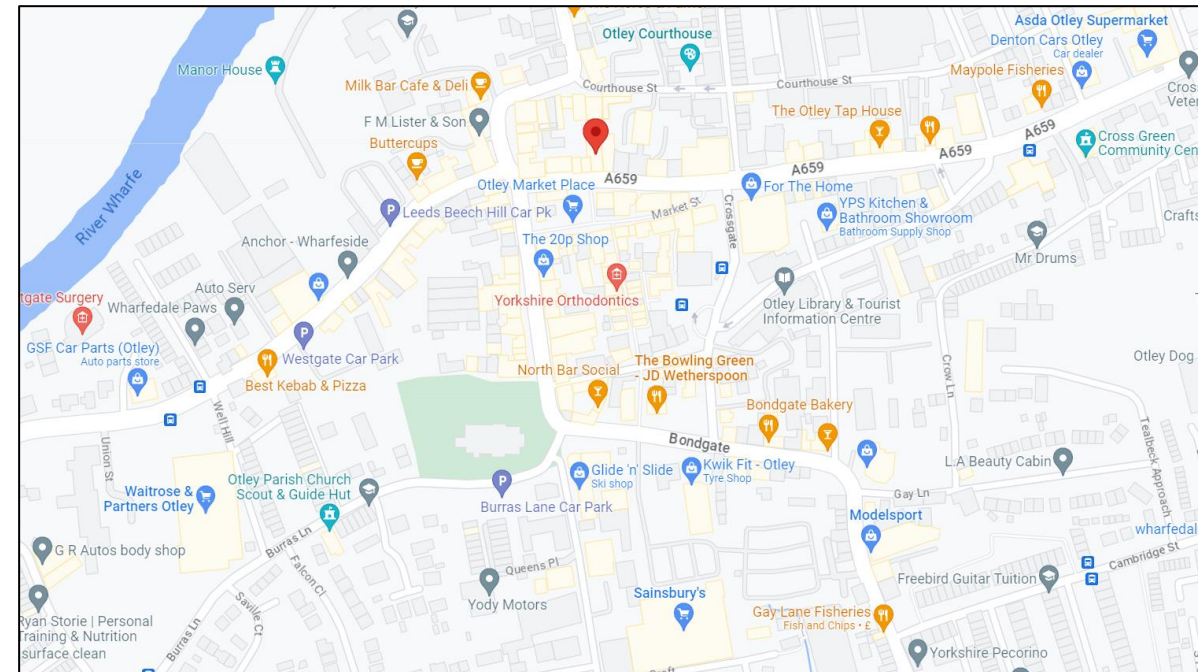 Otley Courthouse
Asda Otley Supermarket
Denton Cars Otley
Car dealer
Manor House
Milk Bar Cafe & Deli
Courthouse St
Courthouse St
Maypole Fisheries
F M Lister & Son
The Otley Tap House
Buttercups
A659
Cross Green
A659
A659
A659
Otley Market Place
For The Home
River Wharfe
Leeds Beech Hill Car Pk
Market St
Crossgate
YPS Kitchen &
Bathroom Showroom
Bathroom Supply Shop
Anchor - Wharfeside
The 20p Shop
Mr Drums
Auto Serv
Wharfedale Paws
Yorkshire Orthodontics
Otley Library & Tourist
Information Centre
Surgery
GSF Car Parts (Otley)
Auto parts store
Westgate Car Park
Otley Dog
Best Kebab & Pizza
North Bar Social
The Bowling Green
- JD Wetherspoon
Crow Ln
Bondgate Bakery
Well Hill
Union St
Bondgate
Tealbeck Approach
Otley Parish Church
Scout & Guide Hut
Glide 'n' Slide
Ski shop
Kwik Fit - Otley
Tyre Shop
L.A Beauty Cabin
Waitrose &
Partners Otley
Burras Lane Car Park
Gay Ln
Modelsport
Burras Ln
G R Autos body shop
Falcon Cl
Queens Pl
Cambridge St
Yody Motors
Freebird Guitar Tuition
Sainsbury's
Saville Ct
Gay Lane Fisheries
Fish and Chips • £
Ryan Storie | Personal
Training & Nutrition
surface clean
Burras Ln
Yorkshire Pecorino